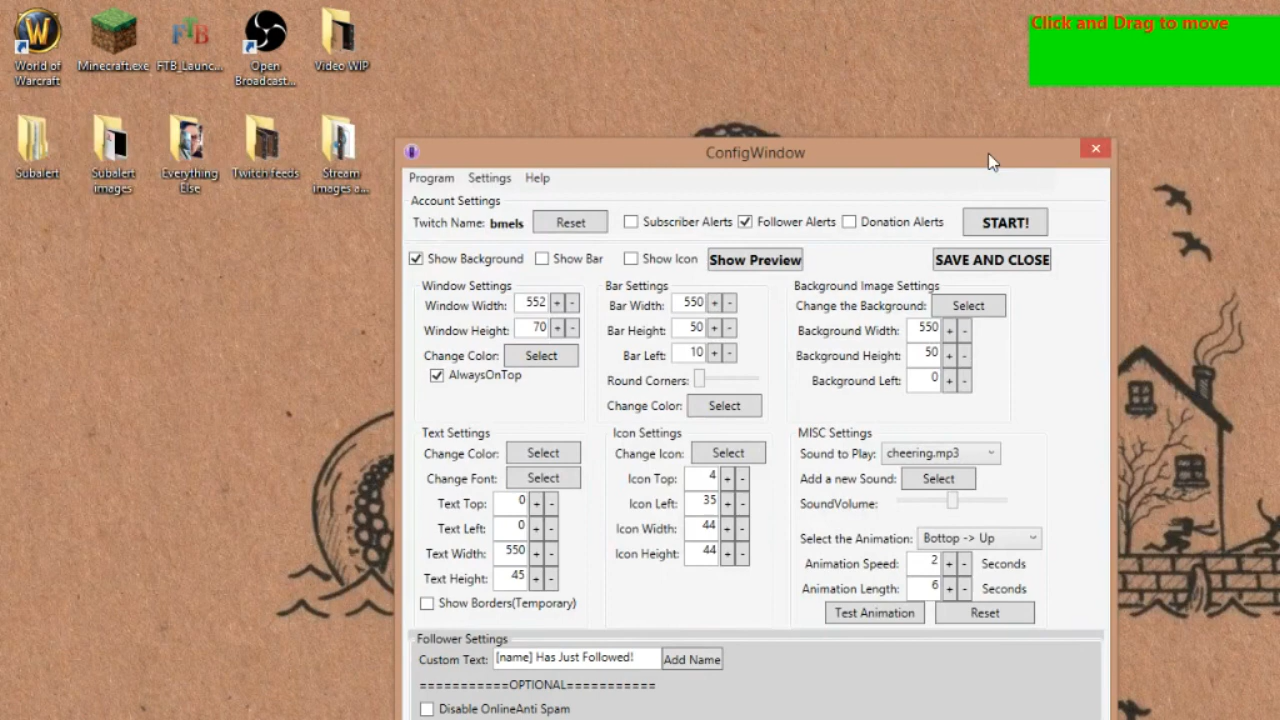 Click and Drag to move
World of
Warcraft
Minecraft.exe
FTB_Launc...
Open
Broadcast...
Video WIP
Subalert
Subalert
images
Everything
Else
Twitch feeds
Stream
images a...
ConfigWindow
Program Settings Help
Account Settings
Twitch Name: bmels Reset Subscriber Alerts Follower Alerts Donation Alerts START!
Show Background Show Bar Show Icon Show Preview SAVE AND CLOSE
Window Settings
Window Width: 552 + -
Window Height: 70 + -
Change Color: Select
AlwaysOnTop
Bar Settings
Bar Width: 550 + -
Bar Height: 50 + -
Bar Left: 10 + -
Round Corners:
Change Color: Select
Background Image Settings
Change the Background: Select
Background Width: 550 + -
Background Height: 50 + -
Background Left: 0 + -
Text Settings
Change Color: Select
Change Font: Select
Text Top: 0 + -
Text Left: 0 + -
Text Width: 550 + -
Text Height: 45 + -
Show Borders(Temporary)
Icon Settings
Change Icon: Select
Icon Top: 4 + -
Icon Left: 35 + -
Icon Width: 44 + -
Icon Height: 44 + -
MISC Settings
Sound to Play: cheering.mp3
Add a new Sound: Select
SoundVolume:
Select the Animation: Bottop -> Up
Animation Speed: 2 + - Seconds
Animation Length: 6 + - Seconds
Test Animation Reset
Follower Settings
Custom Text: [name] Has Just Followed! Add Name
===========OPTIONAL===========
Disable OnlineAnti Spam